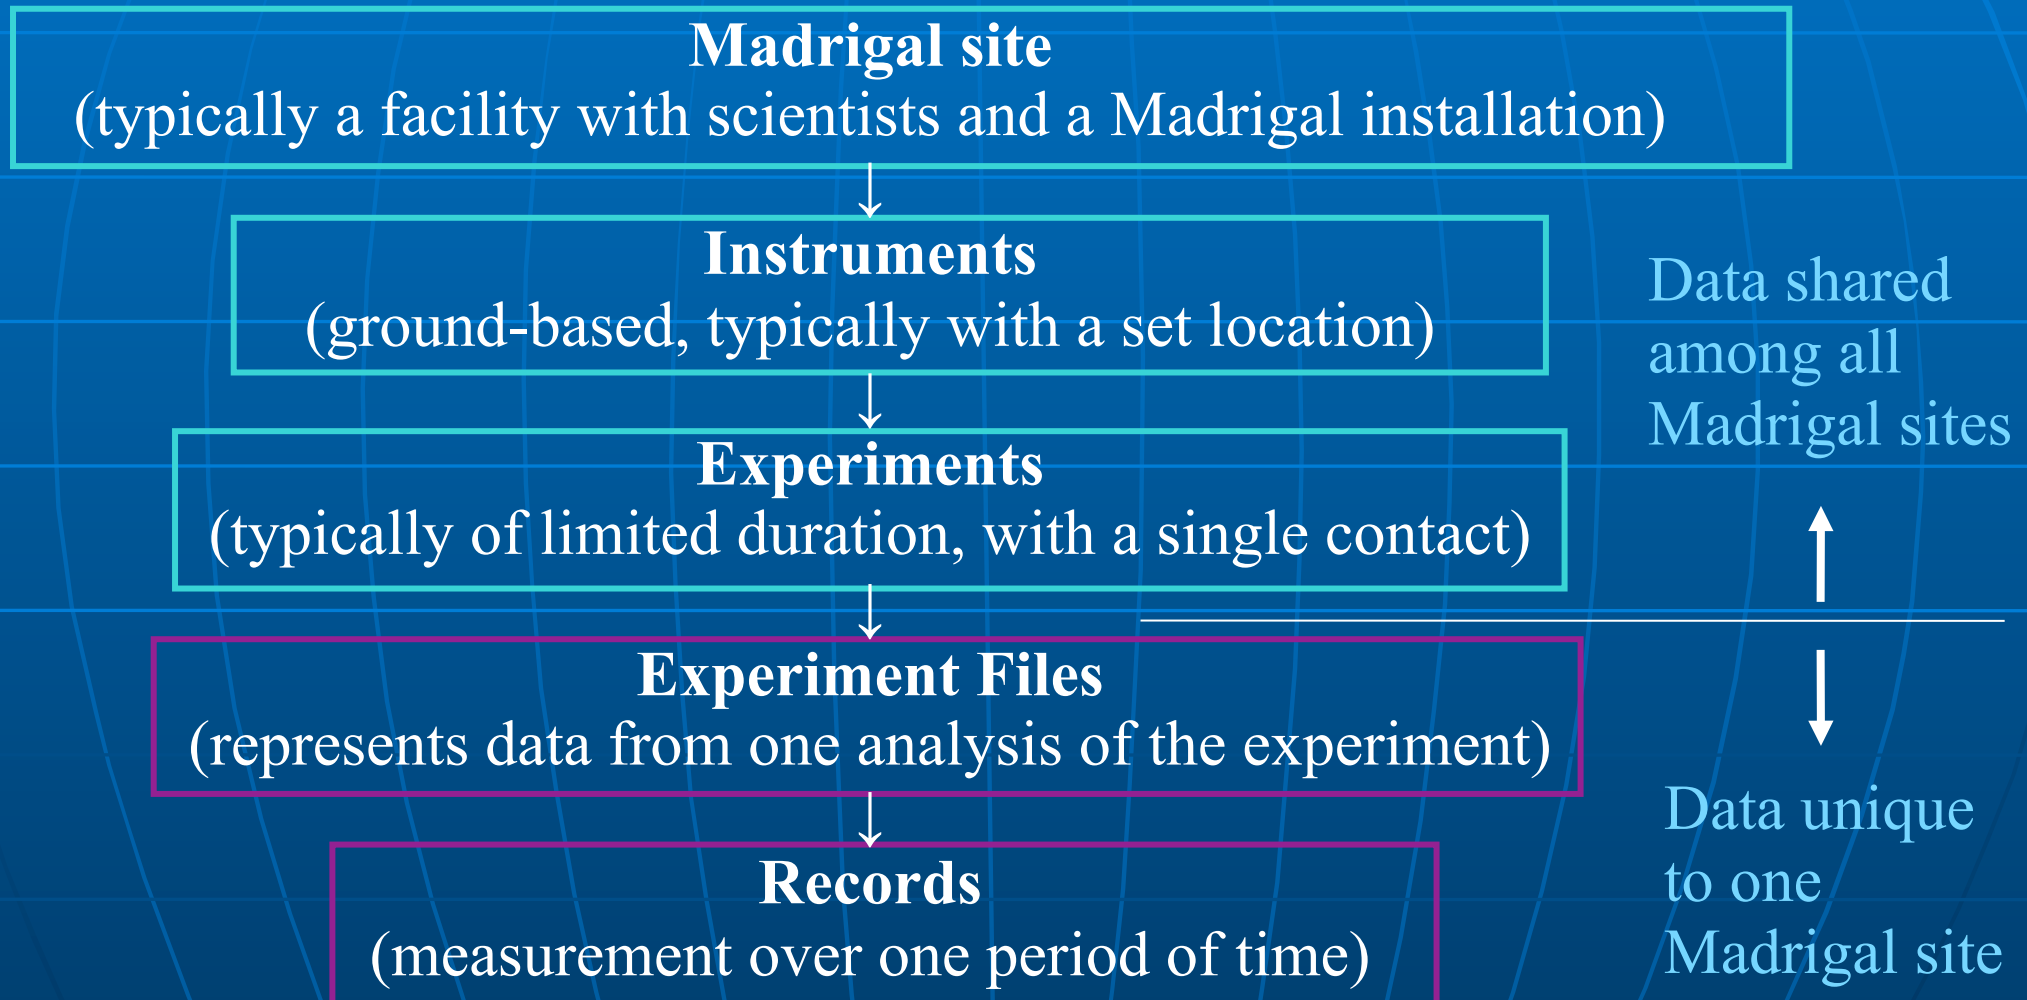 Madrigal site
(typically a facility with scientists and a Madrigal installation)
Instruments
(ground-based, typically with a set location)
Experiments
(typically of limited duration, with a single contact)
Experiment Files
(represents data from one analysis of the experiment)
Records
(measurement over one period of time)
Data shared
among all
Madrigal sites
Data unique
to one
Madrigal site